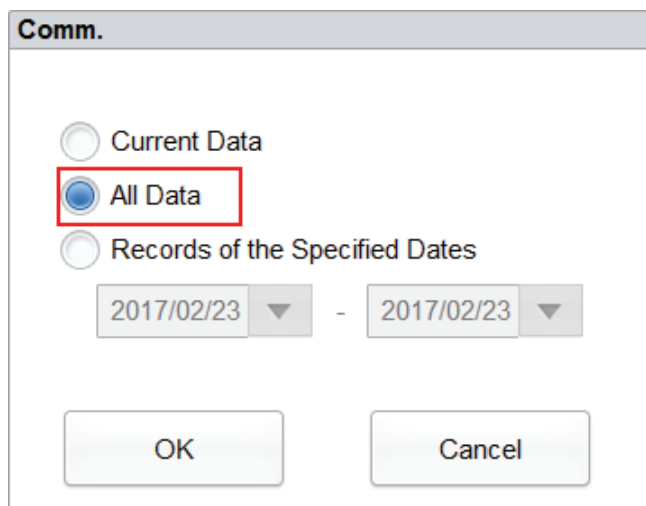 Comm.
Current Data
All Data
Records of the Specified Dates
2017/02/23 - 2017/02/23
OK Cancel